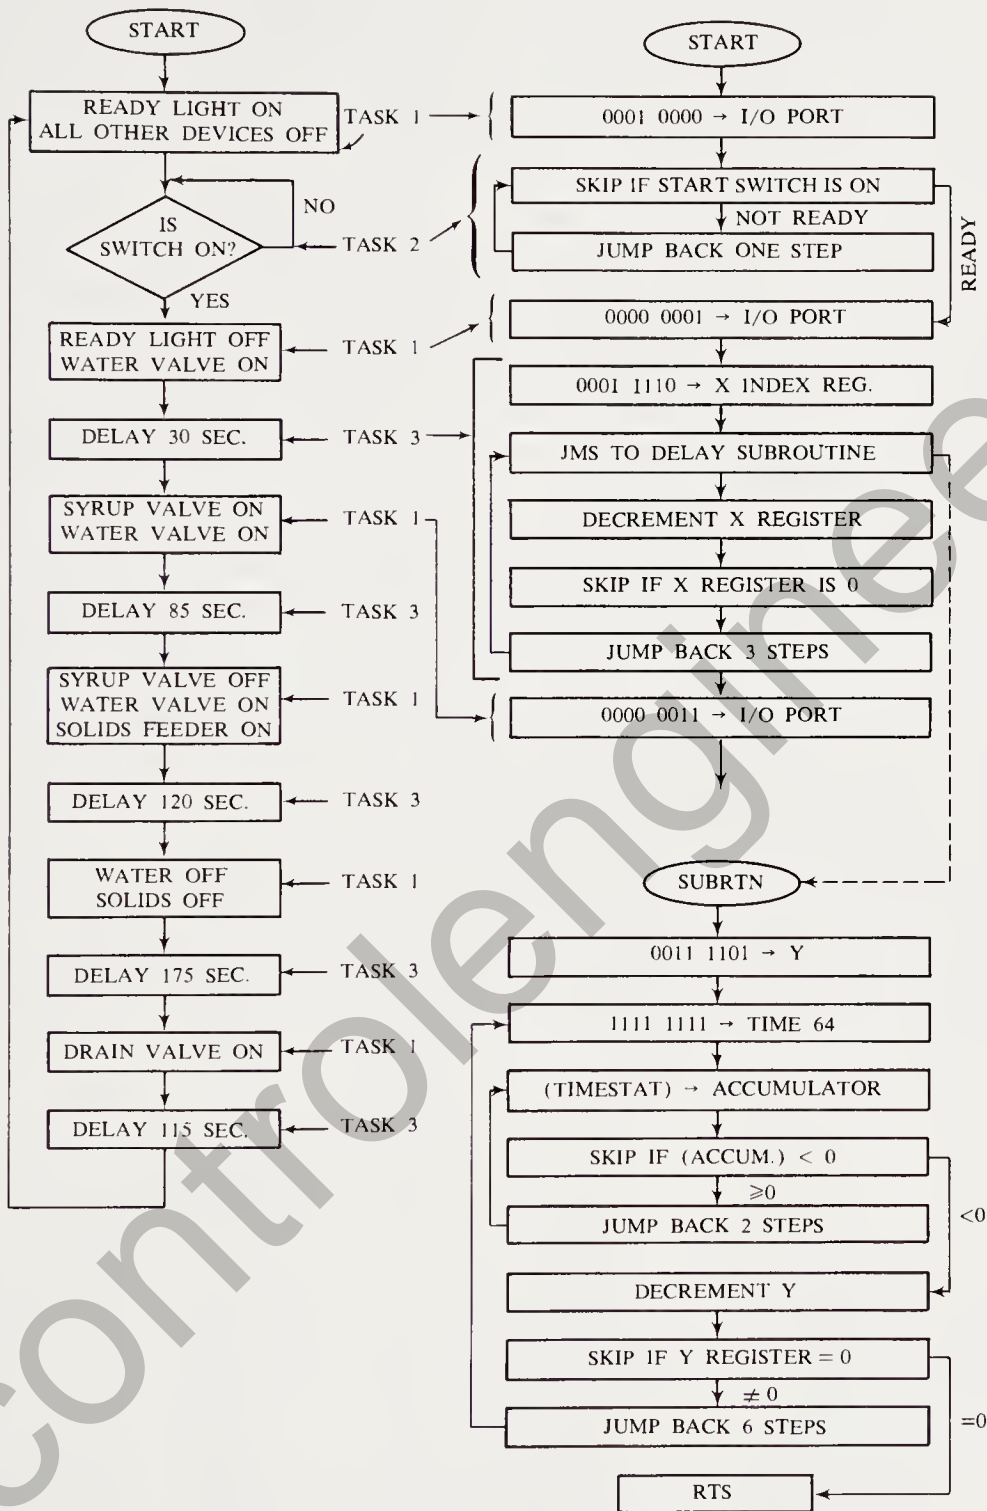 START
READY LIGHT ON
ALL OTHER DEVICES OFF
TASK 1
IS
SWITCH ON?
NO
TASK 2
YES
READY LIGHT OFF
WATER VALVE ON
TASK 1
DELAY 30 SEC.
TASK 3
SYRUP VALVE ON
WATER VALVE ON
TASK 1
DELAY 85 SEC.
TASK 3
SYRUP VALVE OFF
WATER VALVE ON
SOLIDS FEEDER ON
TASK 1
DELAY 120 SEC.
TASK 3
WATER OFF
SOLIDS OFF
TASK 1
DELAY 175 SEC.
TASK 3
DRAIN VALVE ON
TASK 1
DELAY 115 SEC.
TASK 3
START
0001 0000 → I/O PORT
SKIP IF START SWITCH IS ON
NOT READY
JUMP BACK ONE STEP
READY
0000 0001 → I/O PORT
0001 1110 → X INDEX REG.
JMS TO DELAY SUBROUTINE
DECREMENT X REGISTER
SKIP IF X REGISTER IS 0
JUMP BACK 3 STEPS
0000 0011 → I/O PORT
SUBRTN
0011 1101 → Y
1111 1111 → TIME 64
(TIMESTAT) → ACCUMULATOR
SKIP IF (ACCUM.) < 0
⩾0
JUMP BACK 2 STEPS
<0
DECREMENT Y
SKIP IF Y REGISTER = 0
≠ 0
JUMP BACK 6 STEPS
=0
RTS
controlenginee